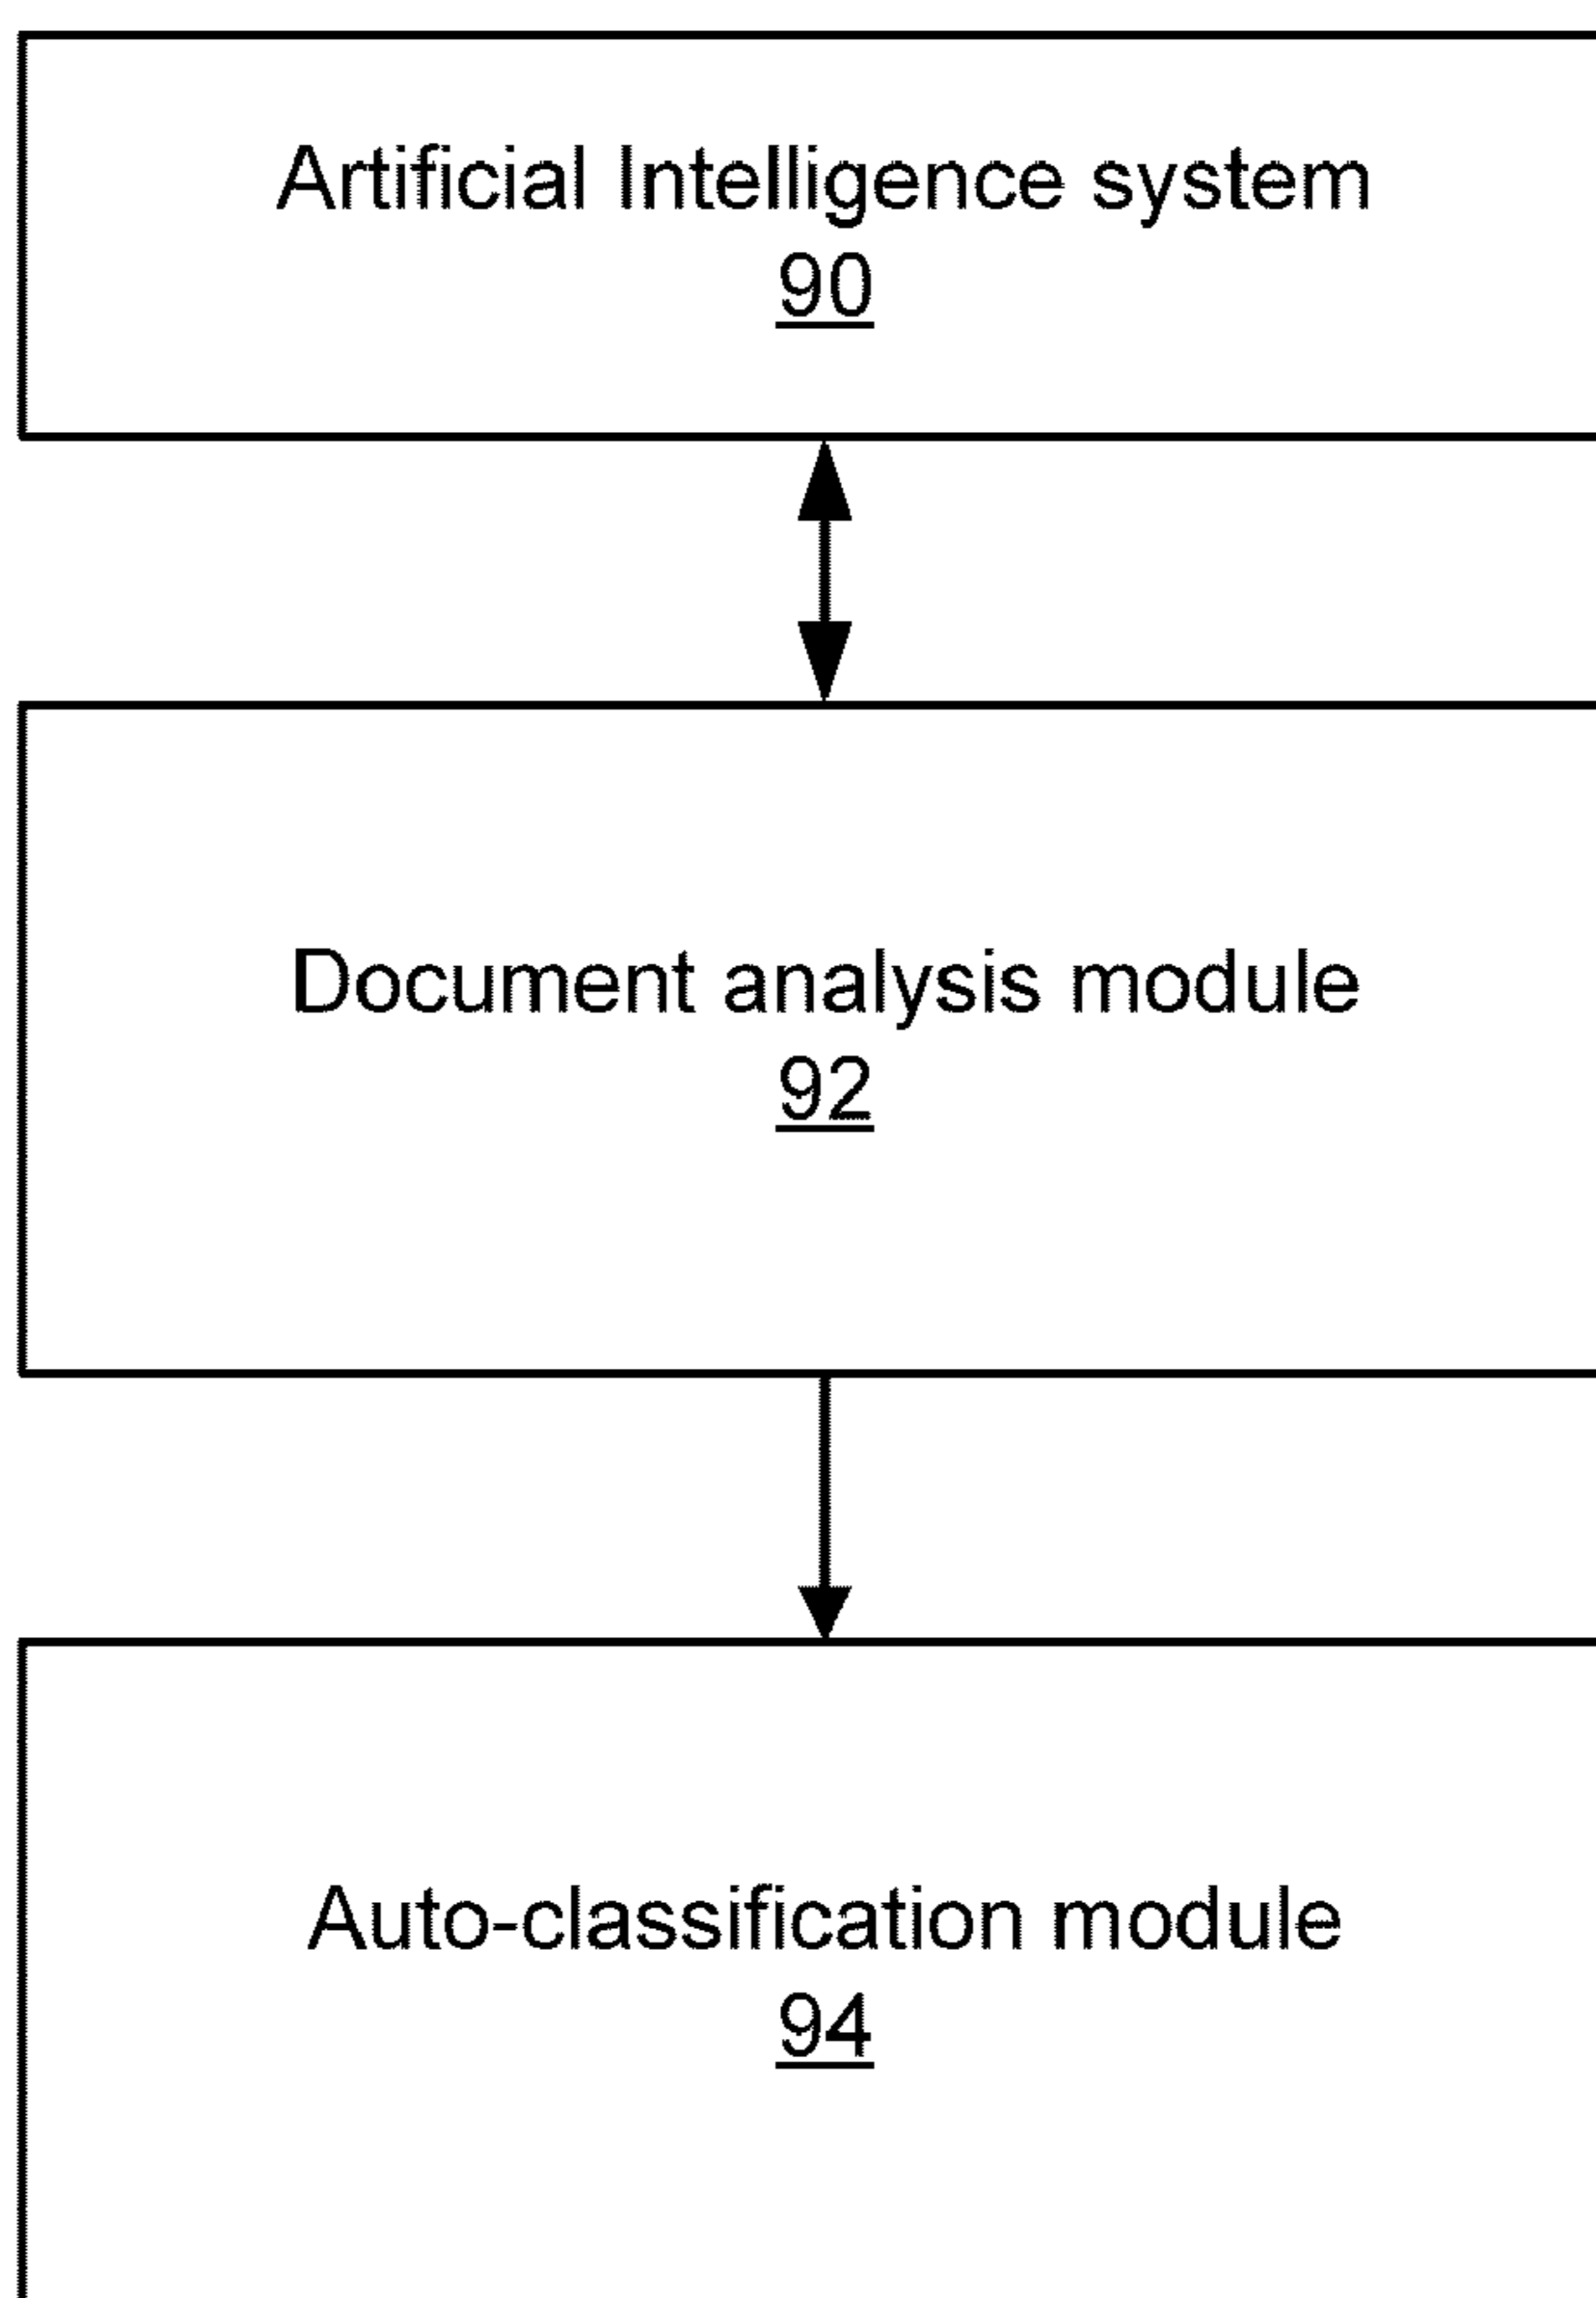 Artificial Intelligence system
90
Document analysis module
92
Auto-classification module
94